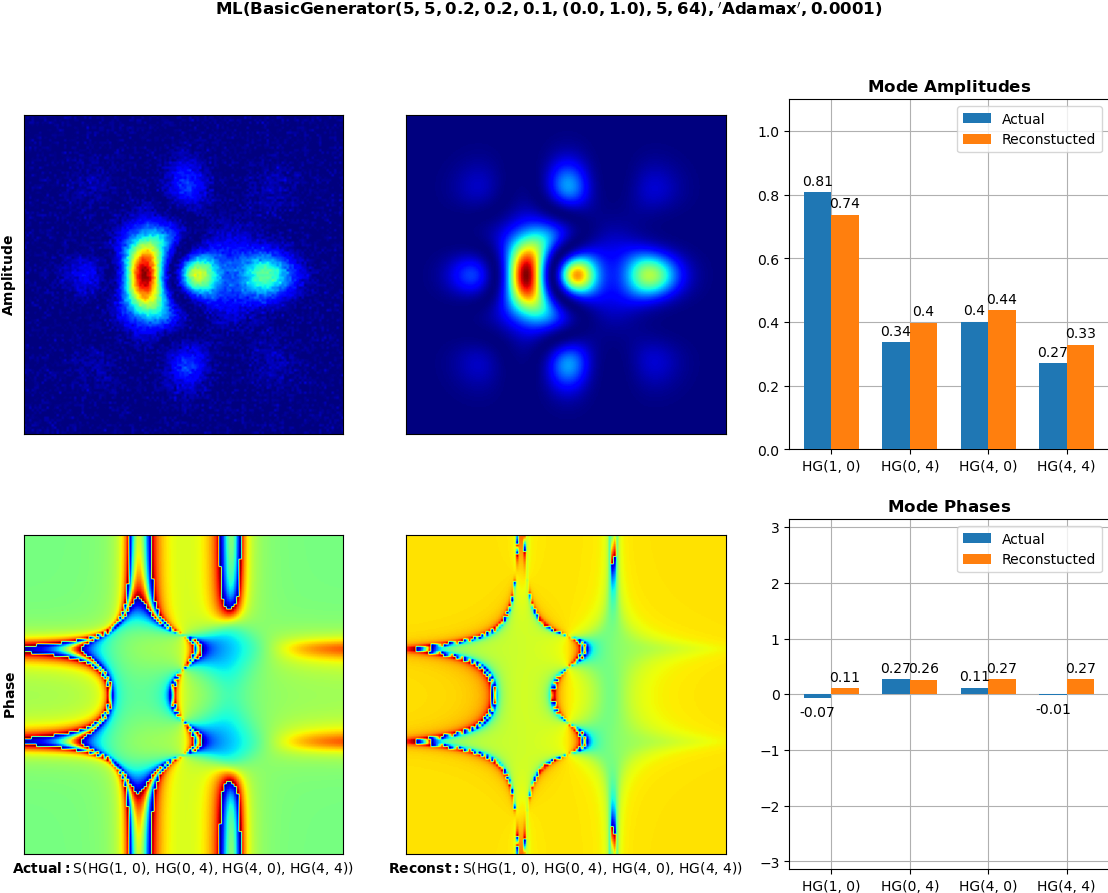 ML(BasicGenerator(5, 5, 0.2, 0.2, 0.1, (0.0, 1.0), 5, 64), 'Adamax', 0.0001)
Amplitude
Mode Amplitudes
Actual
Reconstucted
1.0
0.8
0.6
0.4
0.2
0.0
0.81
0.74
0.34
0.4
0.4
0.44
0.27
0.33
HG(1, 0) HG(0, 4) HG(4, 0) HG(4, 4)
Phase
Actual: S(HG(1, 0), HG(0, 4), HG(4, 0), HG(4, 4))
Reconst: S(HG(1, 0), HG(0, 4), HG(4, 0), HG(4, 4))
Mode Phases
Actual
Reconstucted
3
2
1
0
−1
−2
−3
-0.07
0.11
0.27
0.26
0.11
0.27
-0.01
0.27
HG(1, 0) HG(0, 4) HG(4, 0) HG(4, 4)